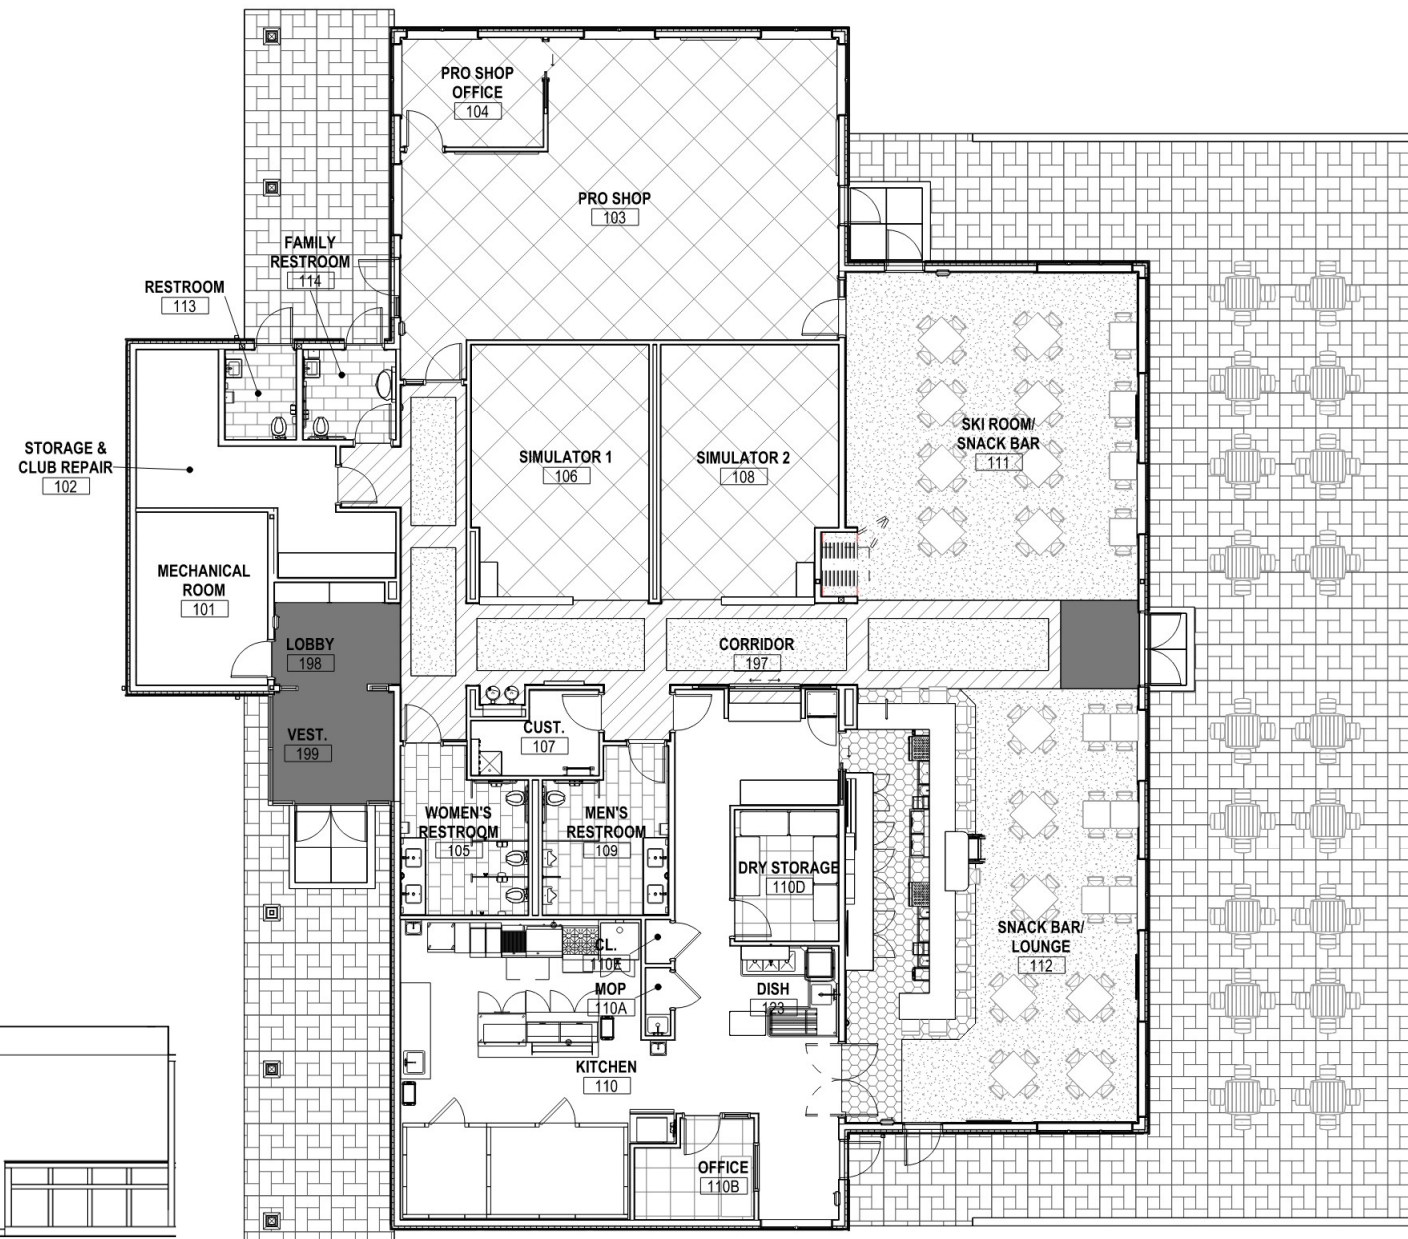 PRO SHOP
OFFICE
104
PRO SHOP
103
FAMILY
RESTROOM
114
RESTROOM
113
STORAGE &
CLUB REPAIR
102
SIMULATOR 1
106
SIMULATOR 2
108
SKI ROOM/
SNACK BAR
111
MECHANICAL
ROOM
101
LOBBY
198
CORRIDOR
197
VEST.
199
CUST.
107
WOMEN'S
RESTROOM
105
MEN'S
RESTROOM
109
DRY STORAGE
110D
SNACK BAR/
LOUNGE
112
CL.
110E
MOP
110A
DISH
123
KITCHEN
110
OFFICE
110B